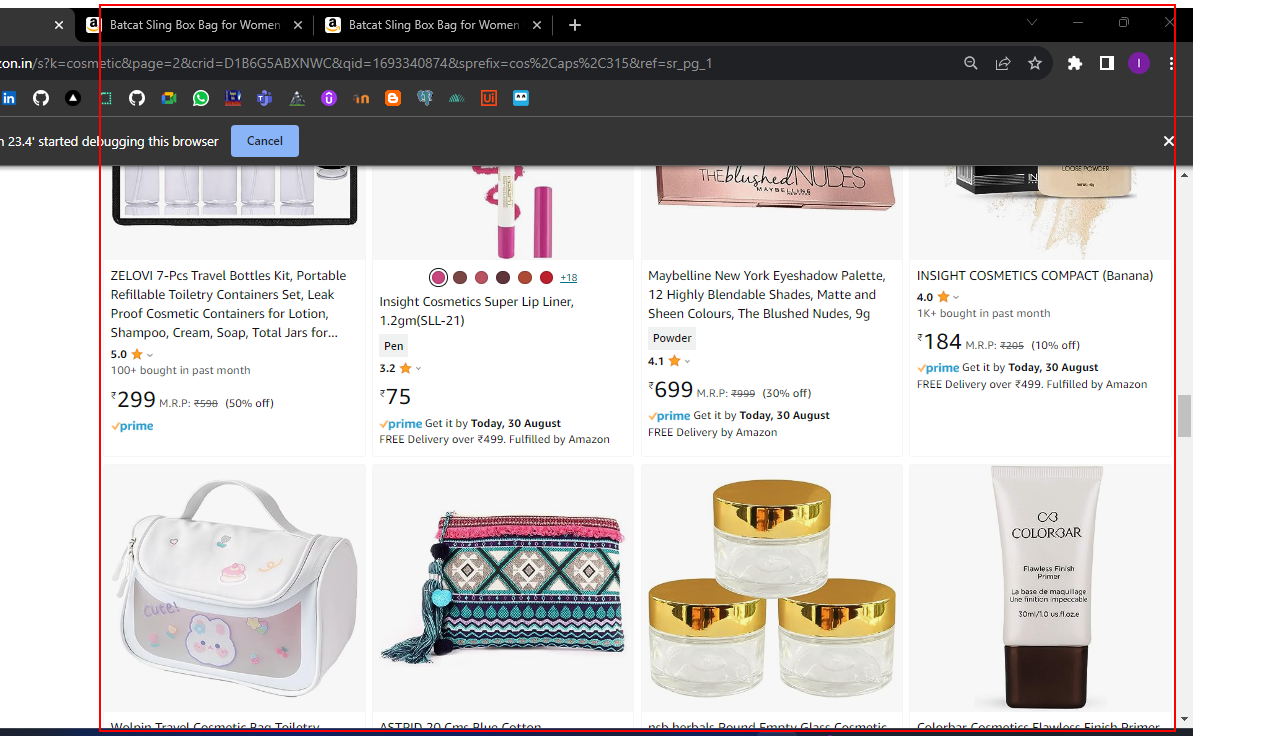 Batcat Sling Box Bag for Women
Batcat Sling Box Bag for Women
zon.in/s?k=cosmetic&page=2&crid=D1B6G5ABXNWC&qid=1693340874&sprefix=cos%2Caps%2C315&ref=sr_pg_1
I
n 23.4' started debugging this browser
Cancel
THE blushed NUDES
MAYBELLINE
LOOSE POWDER
ZELOVI 7-Pcs Travel Bottles Kit, Portable
Refillable Toiletry Containers Set, Leak
Proof Cosmetic Containers for Lotion,
Shampoo, Cream, Soap, Total Jars for...
5.0
100+ bought in past month
₹299 M.R.P: ₹598 (50% off)
prime
+18
Insight Cosmetics Super Lip Liner,
1.2gm(SLL-21)
Pen
3.2
₹75
prime Get it by Today, 30 August
FREE Delivery over ₹499. Fulfilled by Amazon
Maybelline New York Eyeshadow Palette,
12 Highly Blendable Shades, Matte and
Sheen Colours, The Blushed Nudes, 9g
Powder
4.1
₹699 M.R.P: ₹999 (30% off)
prime Get it by Today, 30 August
FREE Delivery by Amazon
INSIGHT COSMETICS COMPACT (Banana)
4.0
1K+ bought in past month
₹184 M.R.P: ₹205 (10% off)
prime Get it by Today, 30 August
FREE Delivery over ₹499. Fulfilled by Amazon
cute!
COLORBAR
Flawless Finish
Primer
La base de maquillage
Une finition impeccable
30ml/1.0 us.fl.oz.e
Wolpin Travel Cosmetic Bag Toiletry
ASTRID 20 Cms Blue Cotton
nsb herbals Round Empty Glass Cosmetic
Colorbar Cosmetics Flawless Finish Primer